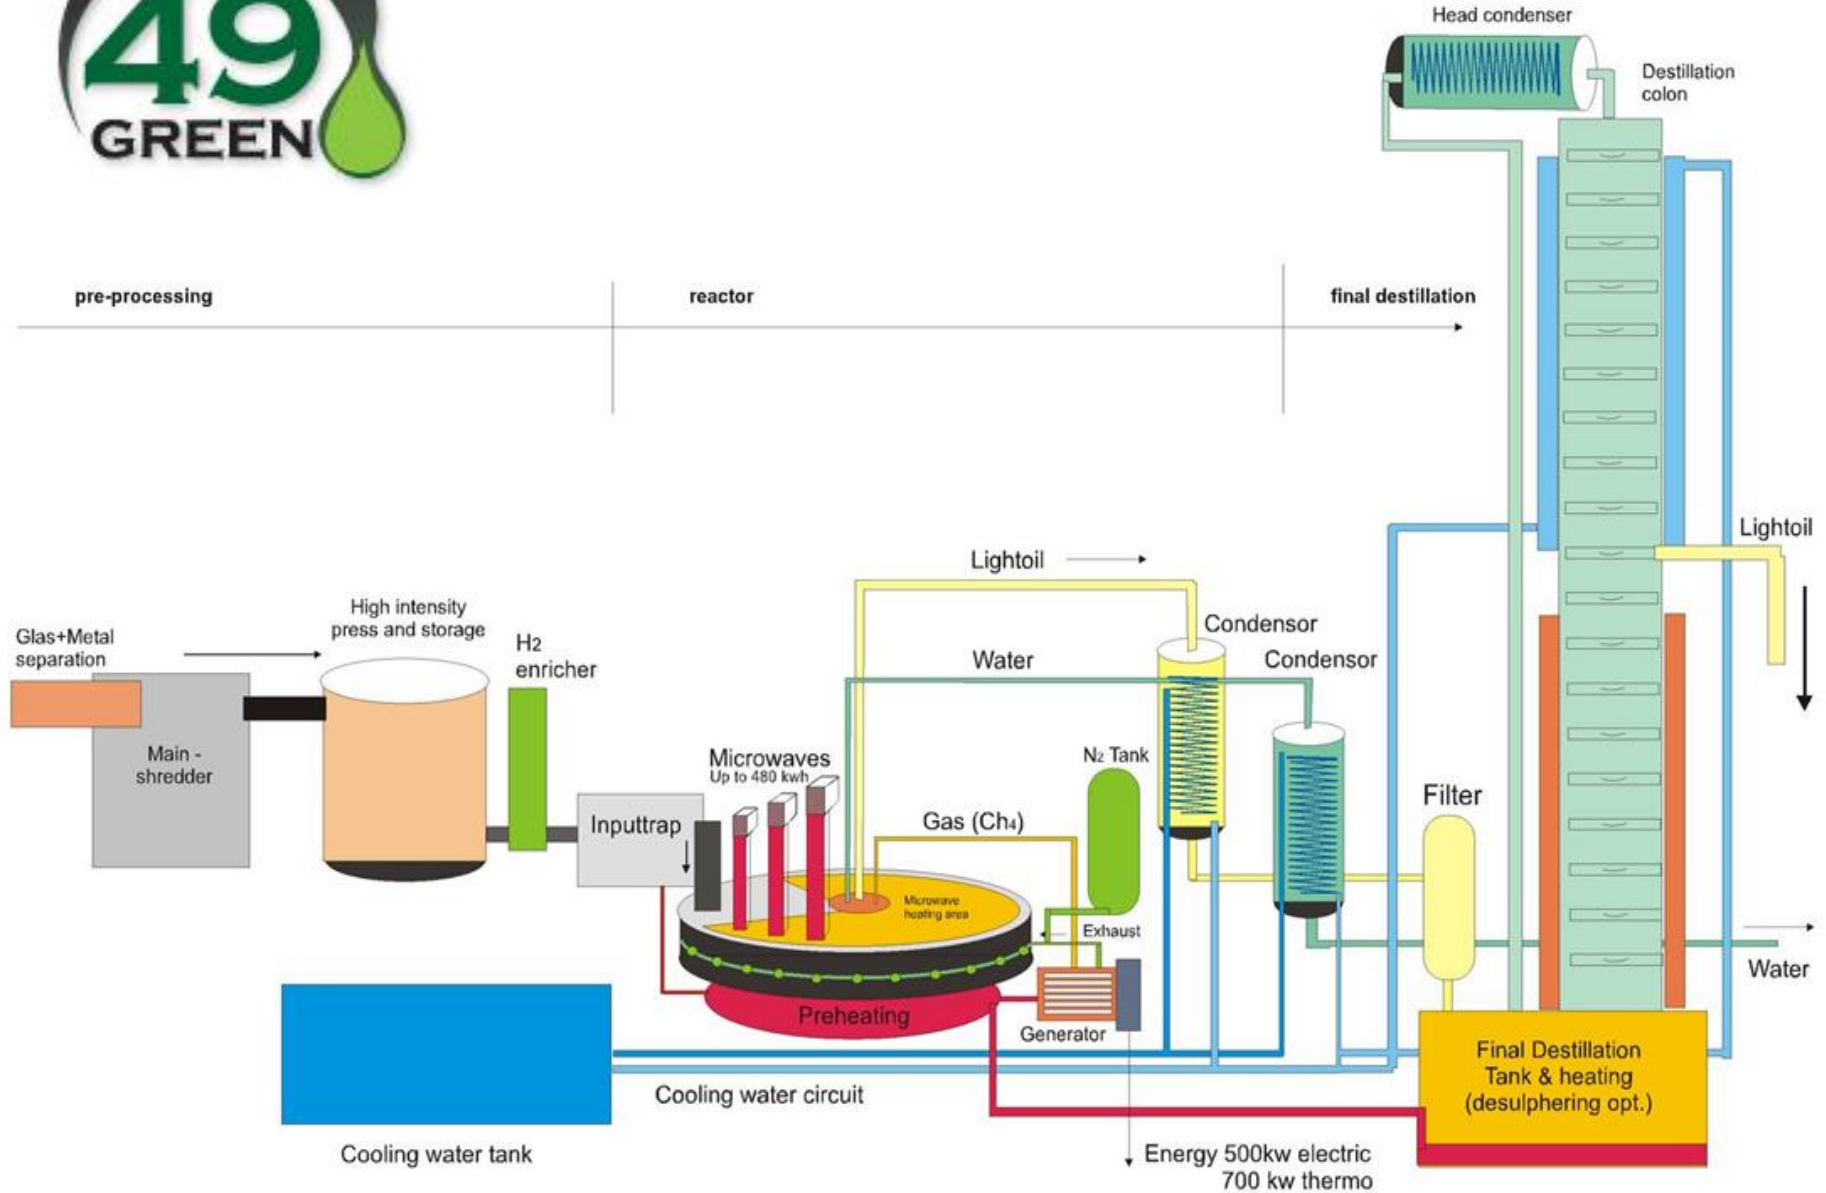 49
GREEN
Head condenser
Destillation
colon
pre-processing
reactor
final destillation
Lightoil
Lightoil
High intensity
press and storage
Glas+Metal
separation
H2
enricher
Condensor
Water
Condensor
Main -
shredder
Microwaves
Up to 480 kwh
N2 Tank
Filter
Inputtrap
Gas (Ch4)
Microwave
heating area
Exhaust
Water
Preheating
Generator
Final Destillation
Tank & heating
(desulphering opt.)
Cooling water circuit
Cooling water tank
Energy 500kw electric
700 kw thermo